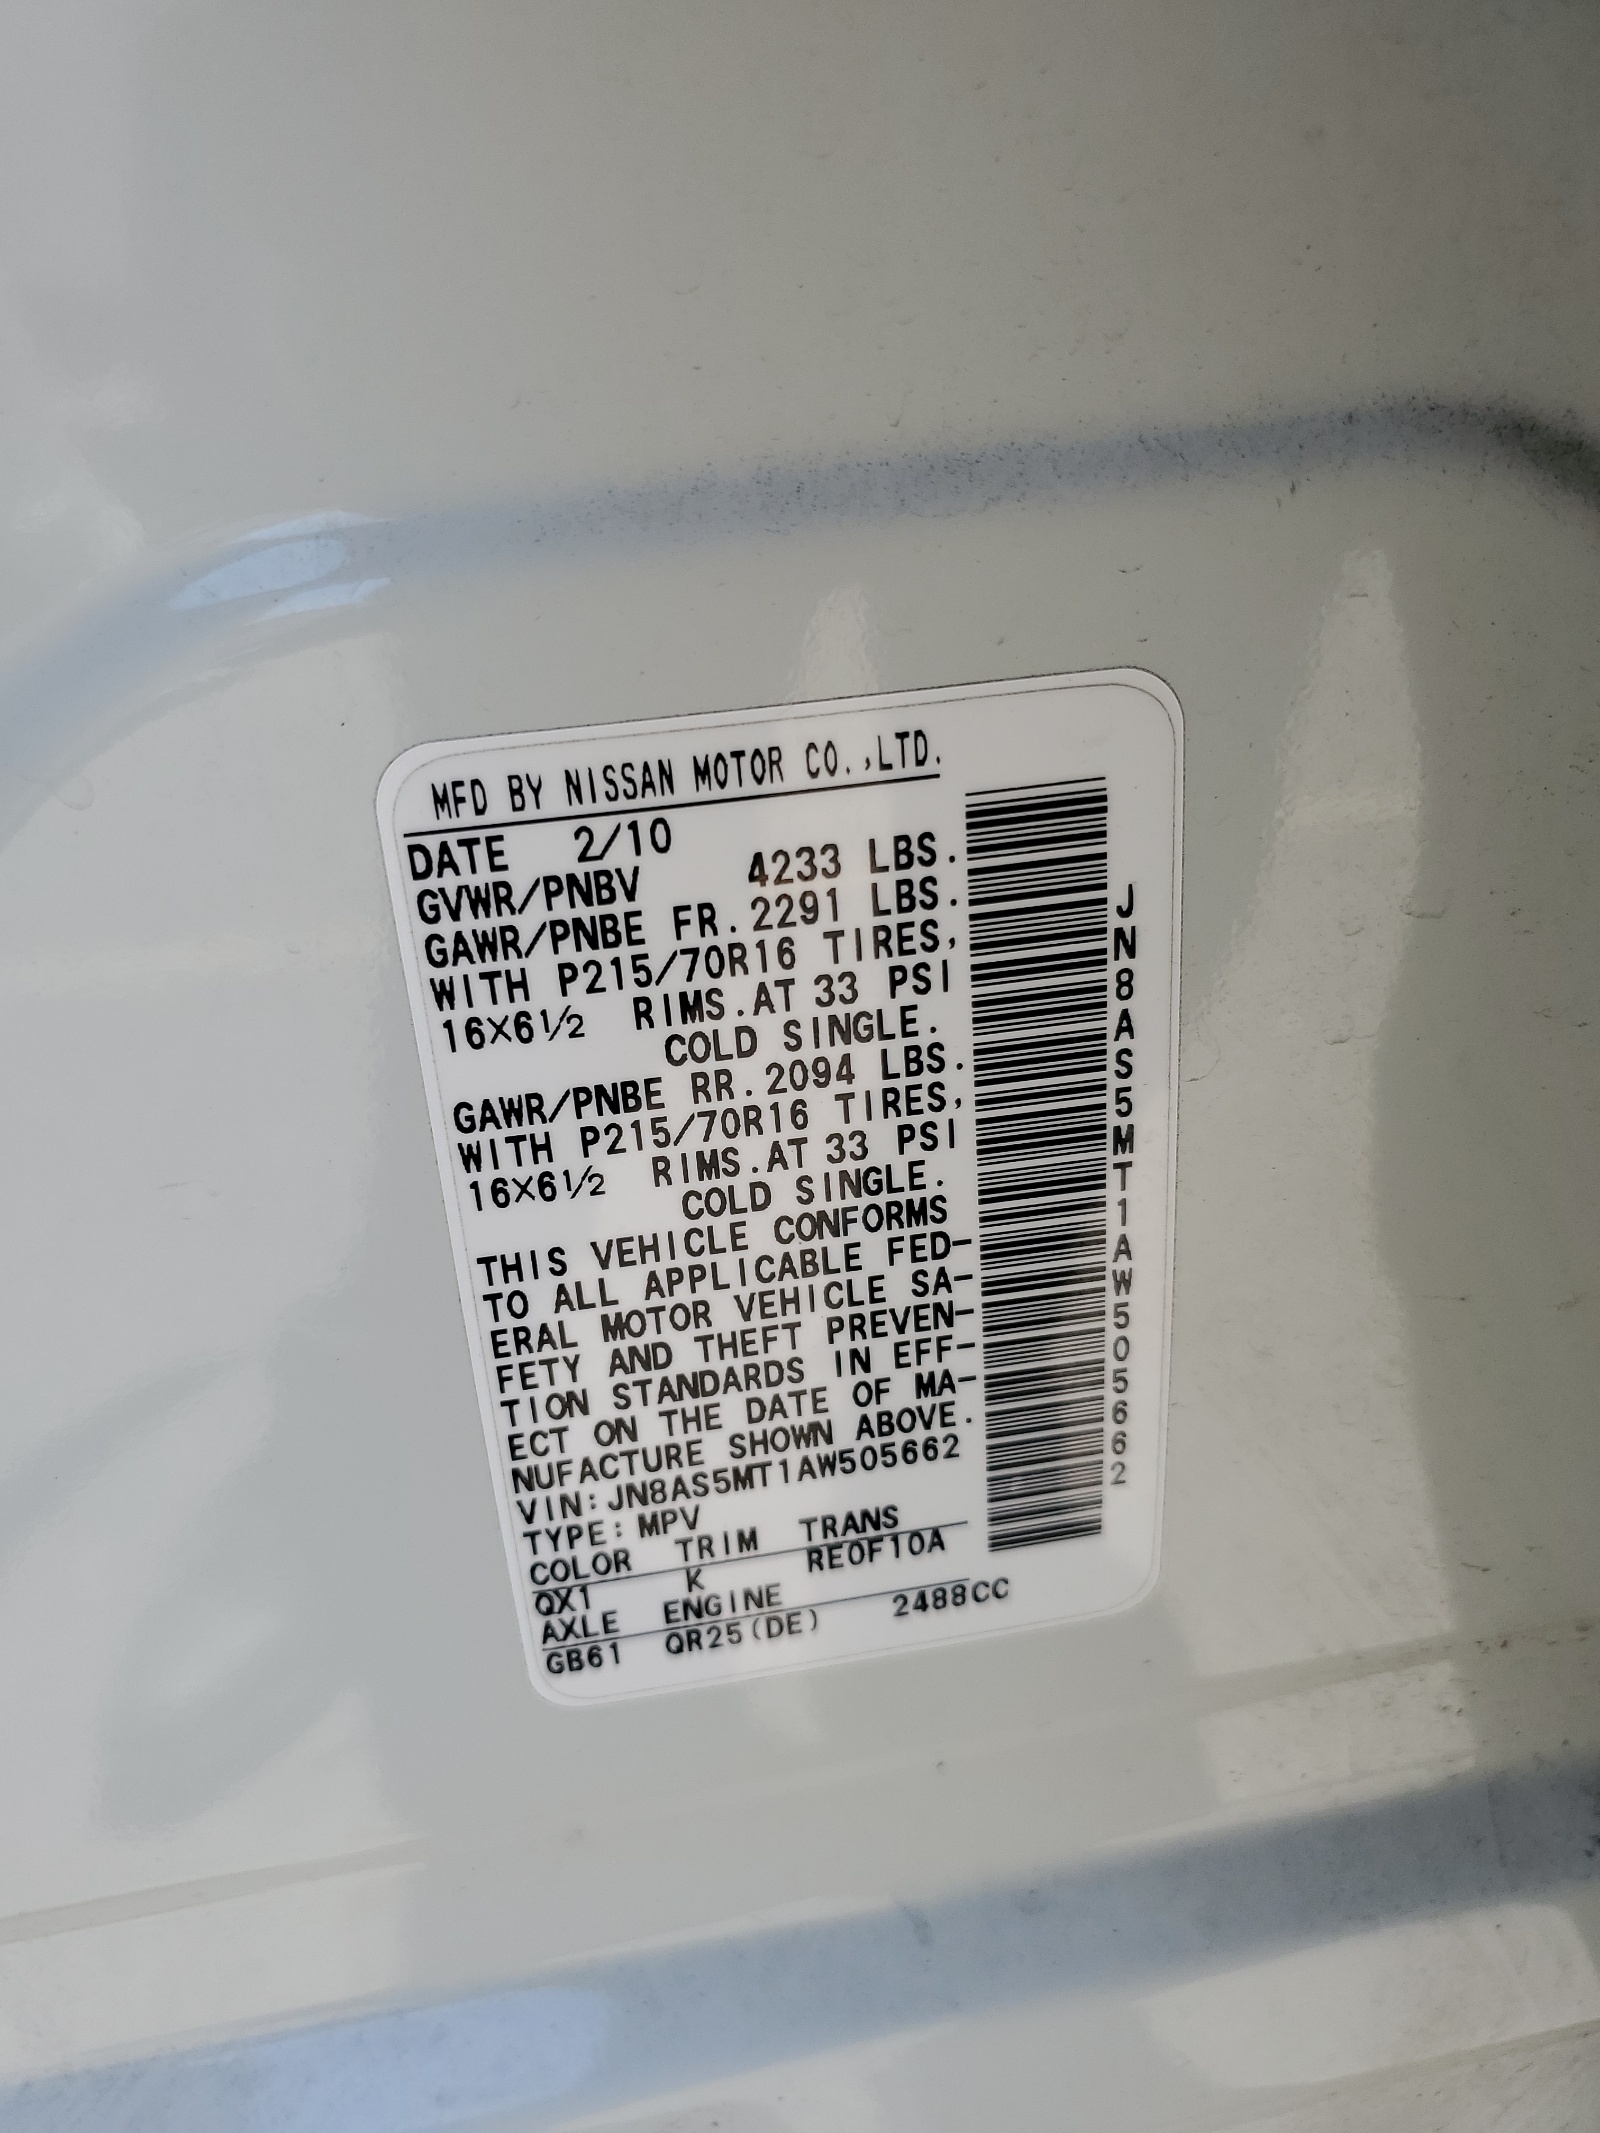 MFD BY NISSAN MOTOR CO.,LTD.
DATE 2/10
GVWR/PNBV 4233 LBS.
GAWR/PNBE FR. 2291 LBS.
WITH P215/70R16 TIRES,
16X6½ RIMS. AT 33 PSI
COLD SINGLE.
GAWR/PNBE RR. 2094 LBS.
WITH P215/70R16 TIRES,
16X6½ RIMS. AT 33 PSI
COLD SINGLE.
THIS VEHICLE CONFORMS
TO ALL APPLICABLE FED-
ERAL MOTOR VEHICLE SA-
FETY AND THEFT PREVEN-
TION STANDARDS IN EFF-
ECT ON THE DATE OF MA-
NUFACTURE SHOWN ABOVE.
VIN: JN8AS5MT1AW505662
TYPE: MPV
COLOR TRIM TRANS
QX1 K RE0F10A
AXLE ENGINE
GB61 QR25(DE) 2488CC
JN8AS5MT1AW505662